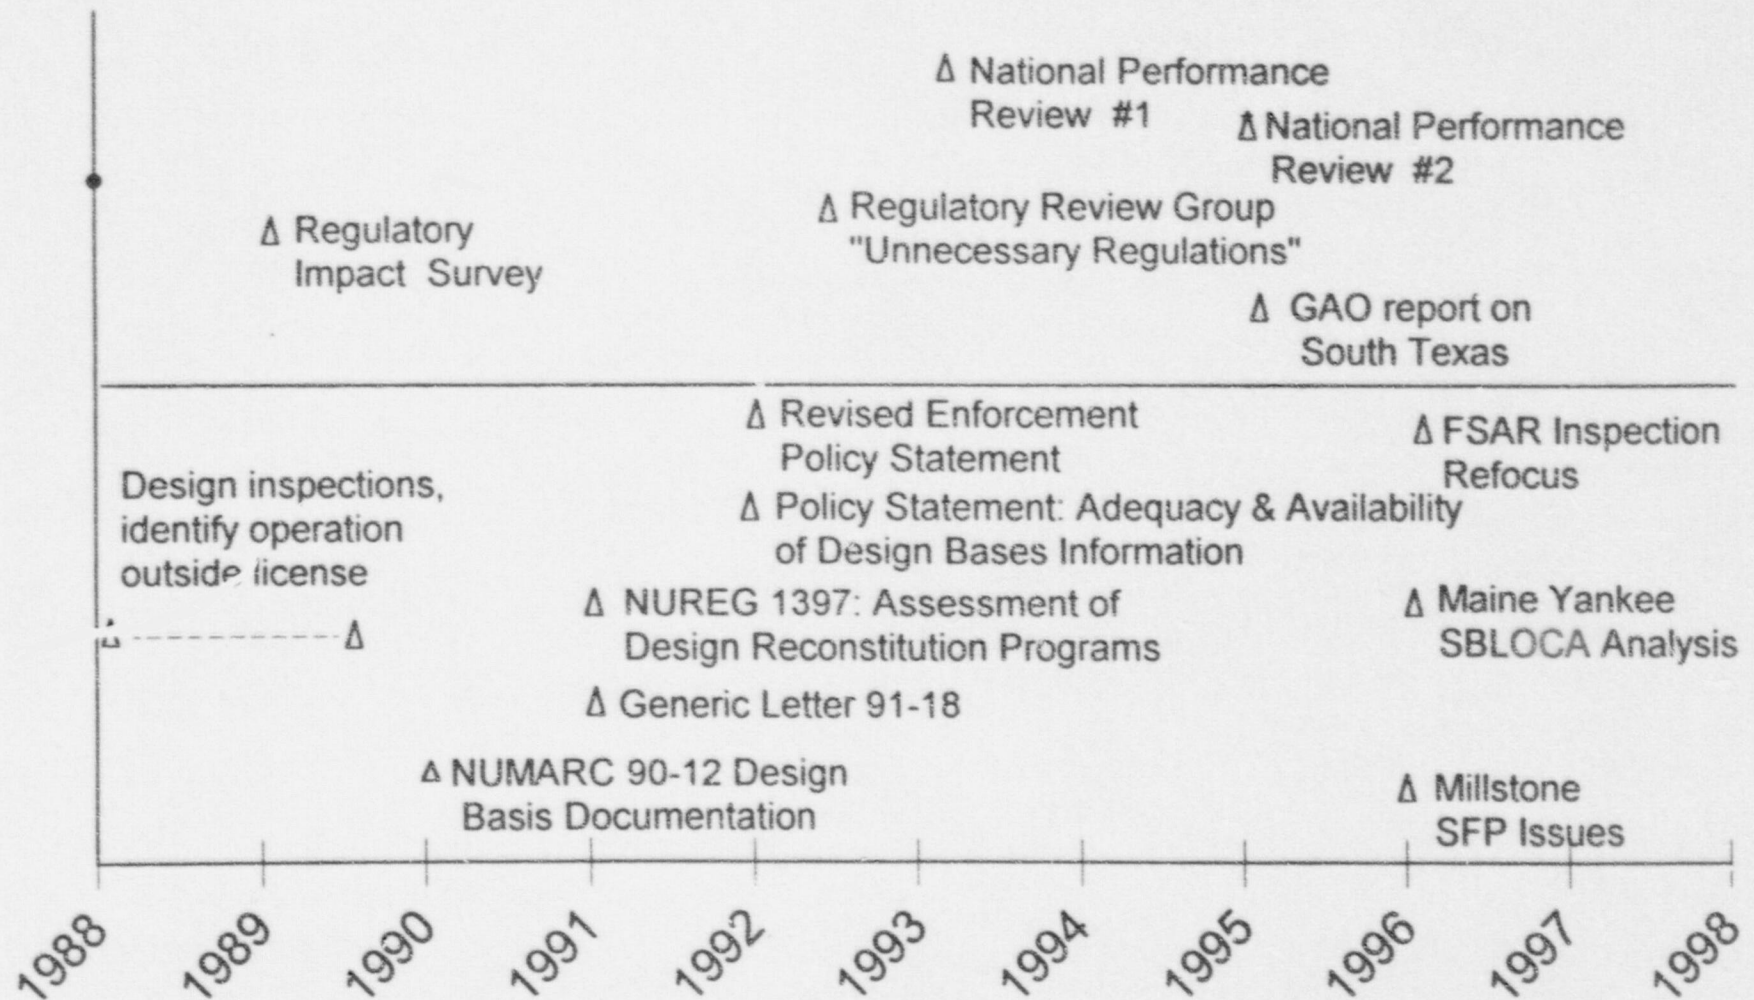 National Performance
Review #1
National Performance
Review #2
Regulatory Review Group
"Unnecessary Regulations"
Regulatory
Impact Survey
GAO report on
South Texas
Revised Enforcement
Policy Statement
FSAR Inspection
Refocus
Design inspections,
identify operation
outside license
Policy Statement: Adequacy & Availability
of Design Bases Information
NUREG 1397: Assessment of
Design Reconstitution Programs
Maine Yankee
SBLOCA Analysis
Generic Letter 91-18
NUMARC 90-12 Design
Basis Documentation
Millstone
SFP Issues
1988
1989
1990
1991
1992
1993
1994
1995
1996
1997
1998